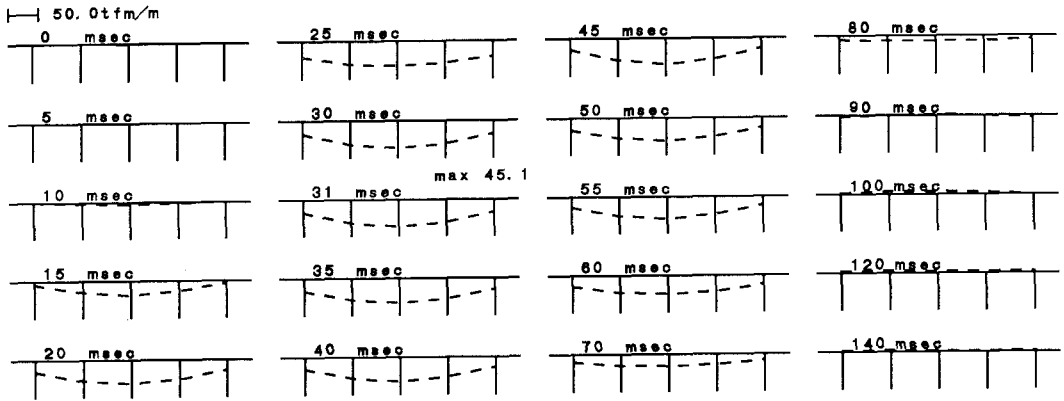 50.0tfm/m
0 msec
5 msec
10 msec
15 msec
20 msec
25 msec
30 msec
max 45.1
31 msec
35 msec
40 msec
45 msec
50 msec
55 msec
60 msec
70 msec
80 msec
90 msec
100 msec
120 msec
140 msec